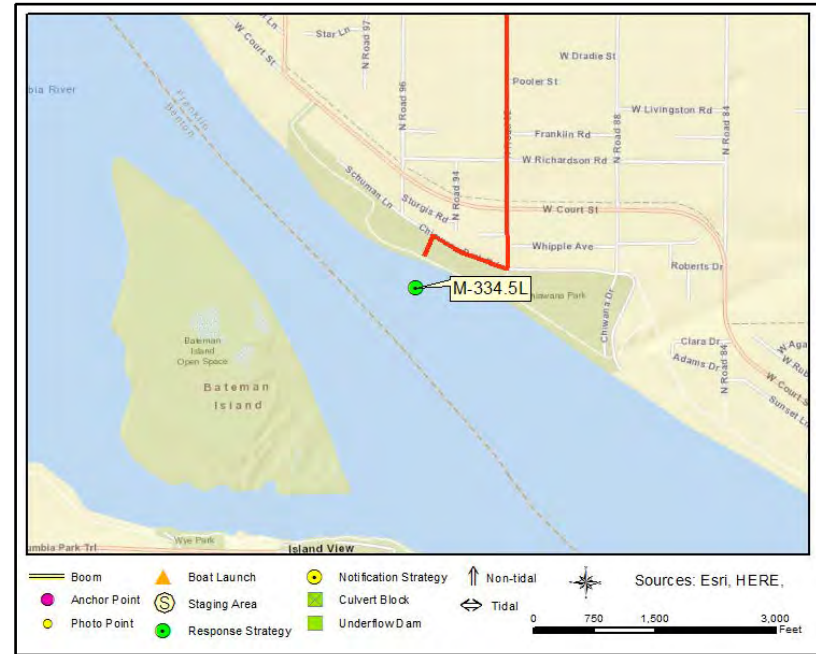 Star Ln
N Road 97
W Court St
W Dradie St
Pooler St
bia River
Franklin
Benton
N Road 96
W Livingston Rd
N Road 88
N Road 84
Franklin Rd
W Richardson Rd
Schuman Ln
Sturgis Rd
N Road 94
W Court St
Whipple Ave
Roberts Dr
M-334.5L
Chiawana Park
Chiwana Dr
Bateman
Island
Open Space
Bateman
Island
Clara Dr
Adams Dr
N Road 84
W Aga
W Rub
W Court S
Sunset Ln
Wye Park
umbia Park Trl
Island View
Boom
Boat Launch
Notification Strategy
Non-tidal
Sources: Esri, HERE,
Anchor Point
Staging Area
Culvert Block
Tidal
Photo Point
Response Strategy
Underflow Dam
0 750 1,500 3,000
Feet